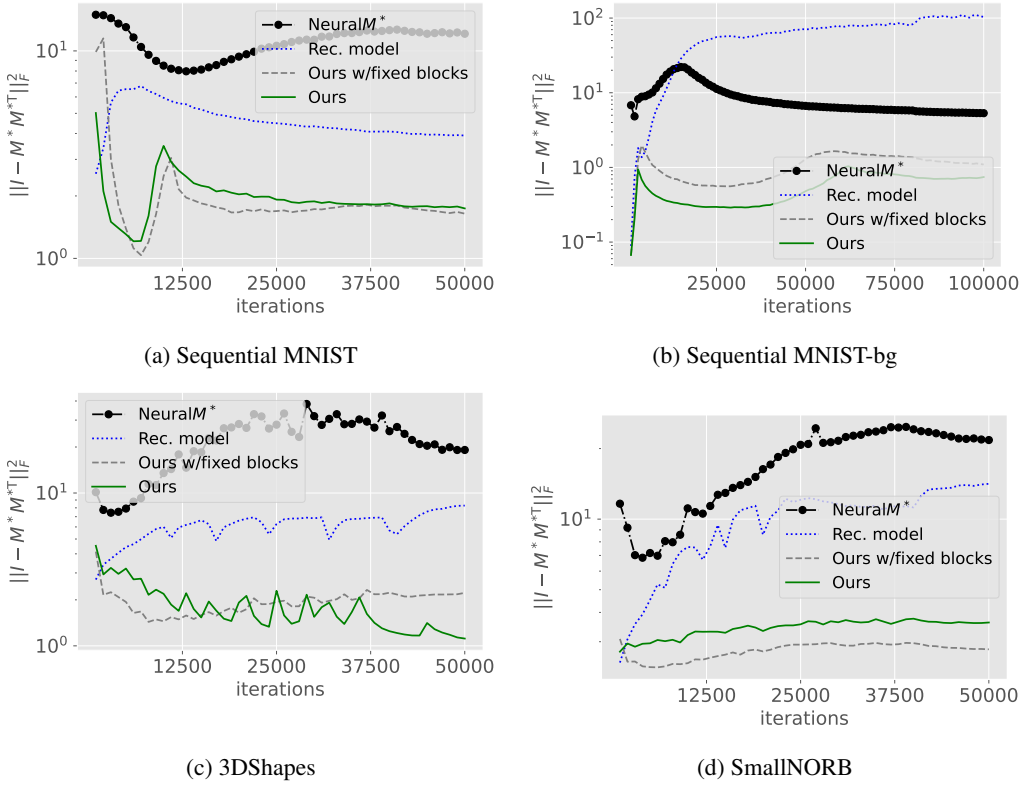 ||I − M* M*ᵀ||²_F
10¹
10⁰
NeuralM*
Rec. model
Ours w/fixed blocks
Ours
12500 25000 37500 50000
iterations
(a) Sequential MNIST
||I − M* M*ᵀ||²_F
10²
10¹
10⁰
10⁻¹
NeuralM*
Rec. model
Ours w/fixed blocks
Ours
25000 50000 75000 100000
iterations
(b) Sequential MNIST-bg
||I − M* M*ᵀ||²_F
10¹
10⁰
NeuralM*
Rec. model
Ours w/fixed blocks
Ours
12500 25000 37500 50000
iterations
(c) 3DShapes
||I − M* M*ᵀ||²_F
10¹
NeuralM*
Rec. model
Ours w/fixed blocks
Ours
12500 25000 37500 50000
iterations
(d) SmallNORB